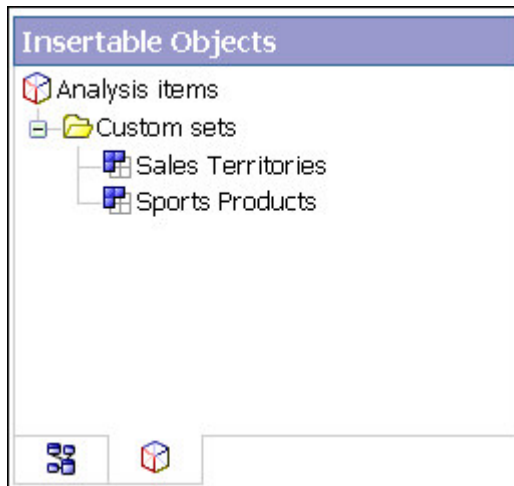 Insertable Objects
Analysis items
Custom sets
Sales Territories
Sports Products